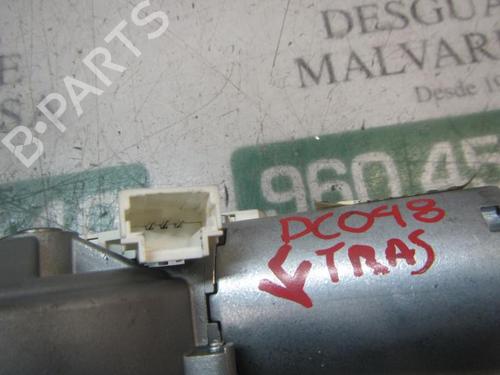 DESGUA
MALVAR
Desde 1
B-PARTS
960 45
DC098
TRAS